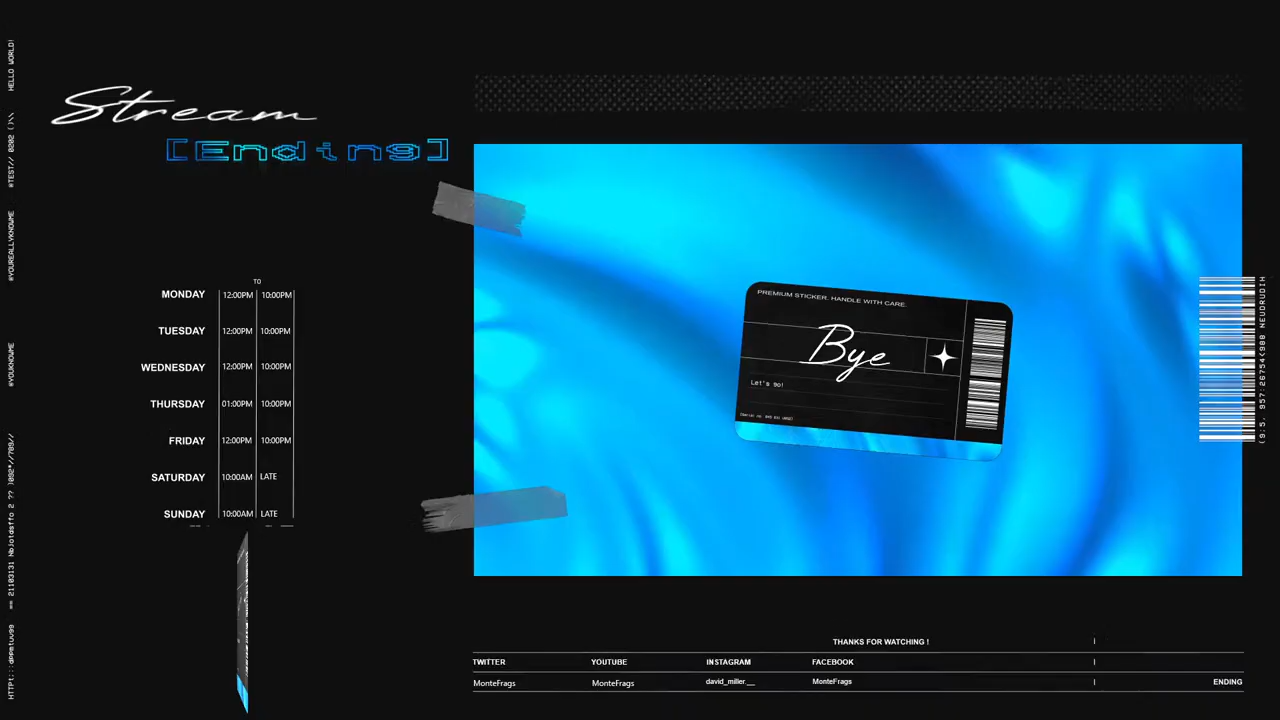 Stream
[Ending]
TO
MONDAY 12:00PM 10:00PM
TUESDAY 12:00PM 10:00PM
WEDNESDAY 12:00PM 10:00PM
THURSDAY 01:00PM 10:00PM
FRIDAY 12:00PM 10:00PM
SATURDAY 10:00AM LATE
SUNDAY 10:00AM LATE
PREMIUM STICKER. HANDLE WITH CARE.
Bye
Let's go!
THANKS FOR WATCHING !
TWITTER YOUTUBE INSTAGRAM FACEBOOK
MonteFrags MonteFrags david_miller__ MonteFrags ENDING
HELLO WORLD!
#YOUREALLYKNOWME
#YOUKNOWME